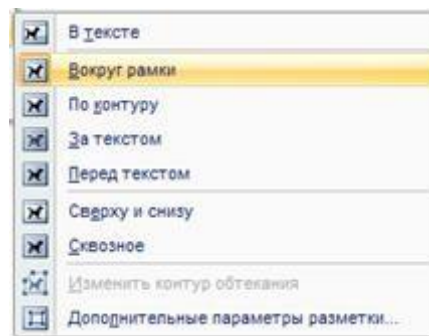 В тексте
Вокруг рамки
По контуру
За текстом
Перед текстом
Сверху и снизу
Сквозное
Изменить контур обтекания
Дополнительные параметры разметки...